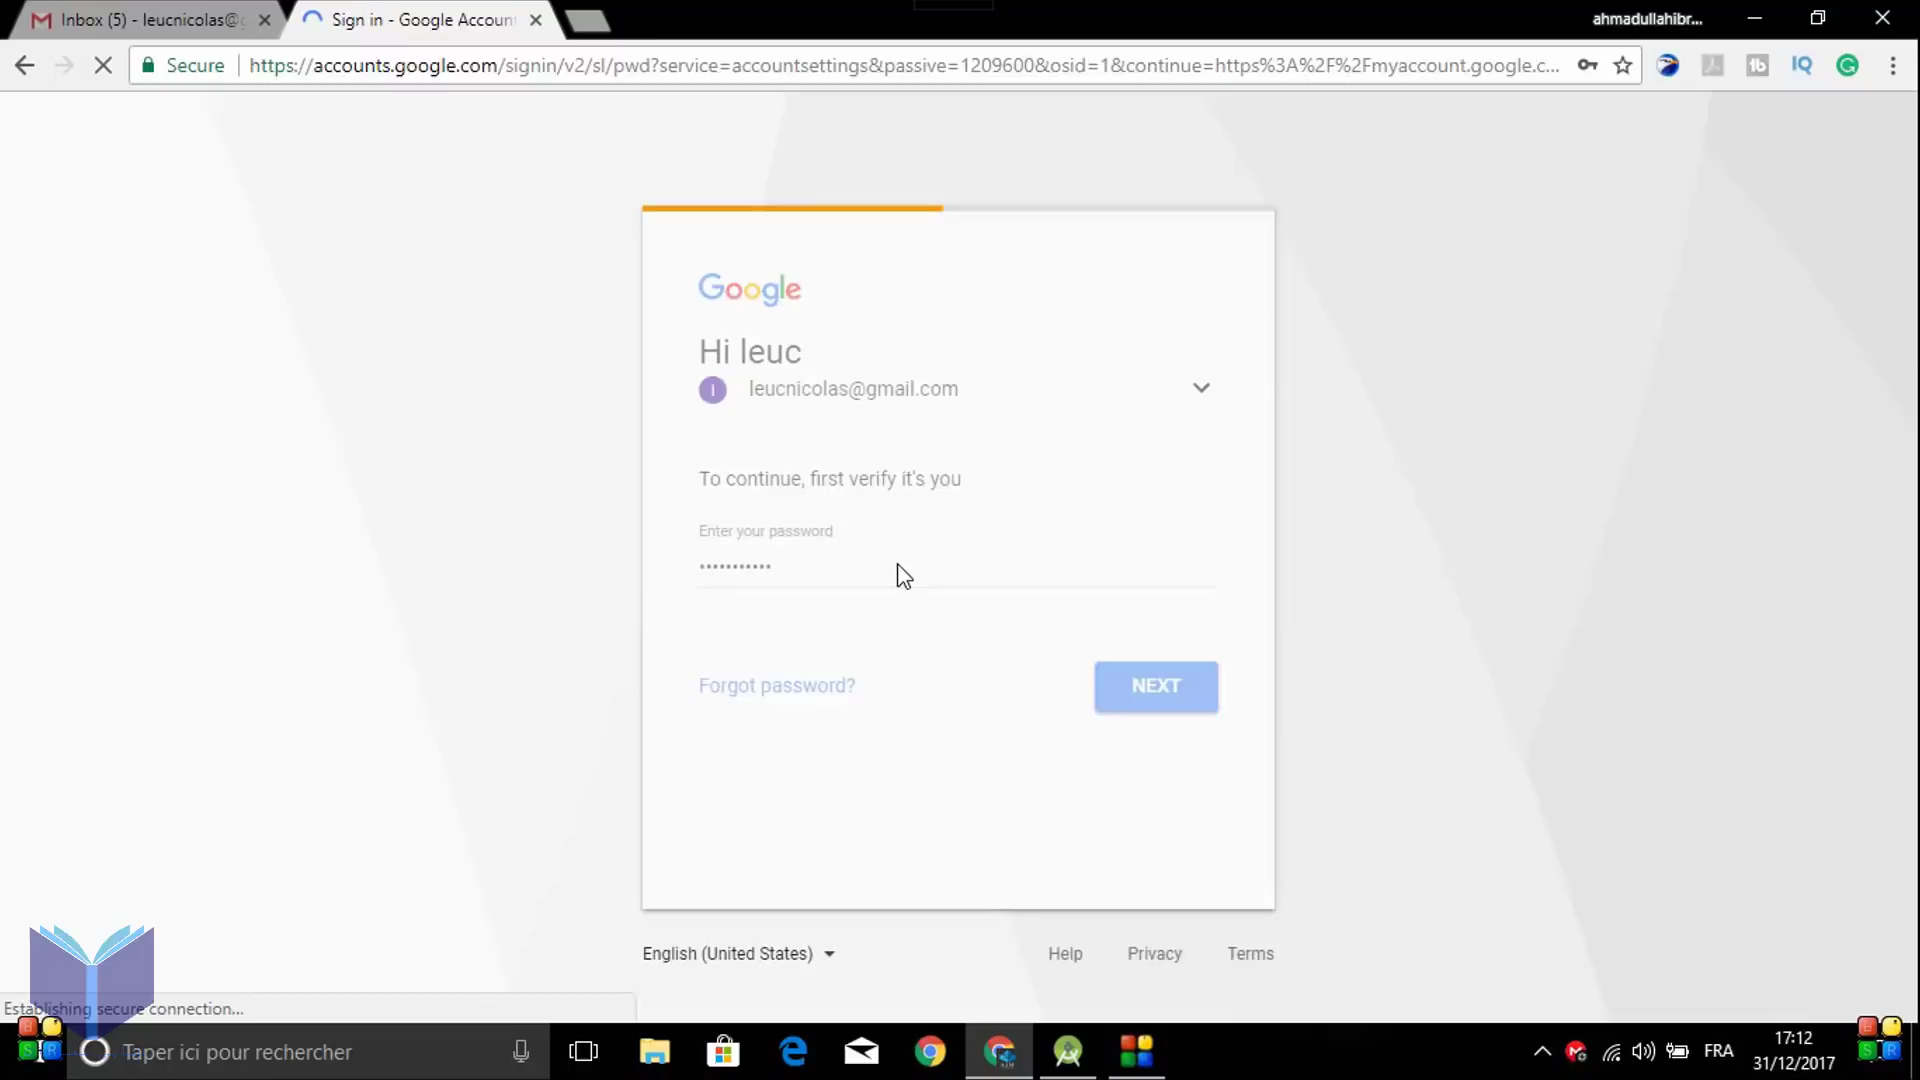 Inbox (5) - leucnicolas@g
Sign in - Google Accoun
ahmadullahibr...
Secure
https://accounts.google.com/signin/v2/sl/pwd?service=accountsettings&passive=1209600&osid=1&continue=https%3A%2F%2Fmyaccount.google.c...
Google
Hi leuc
l
leucnicolas@gmail.com
To continue, first verify it's you
Enter your password
•••••••••••
Forgot password?
NEXT
English (United States)
Help
Privacy
Terms
Establishing secure connection...
Taper ici pour rechercher
FRA
17:12
31/12/2017